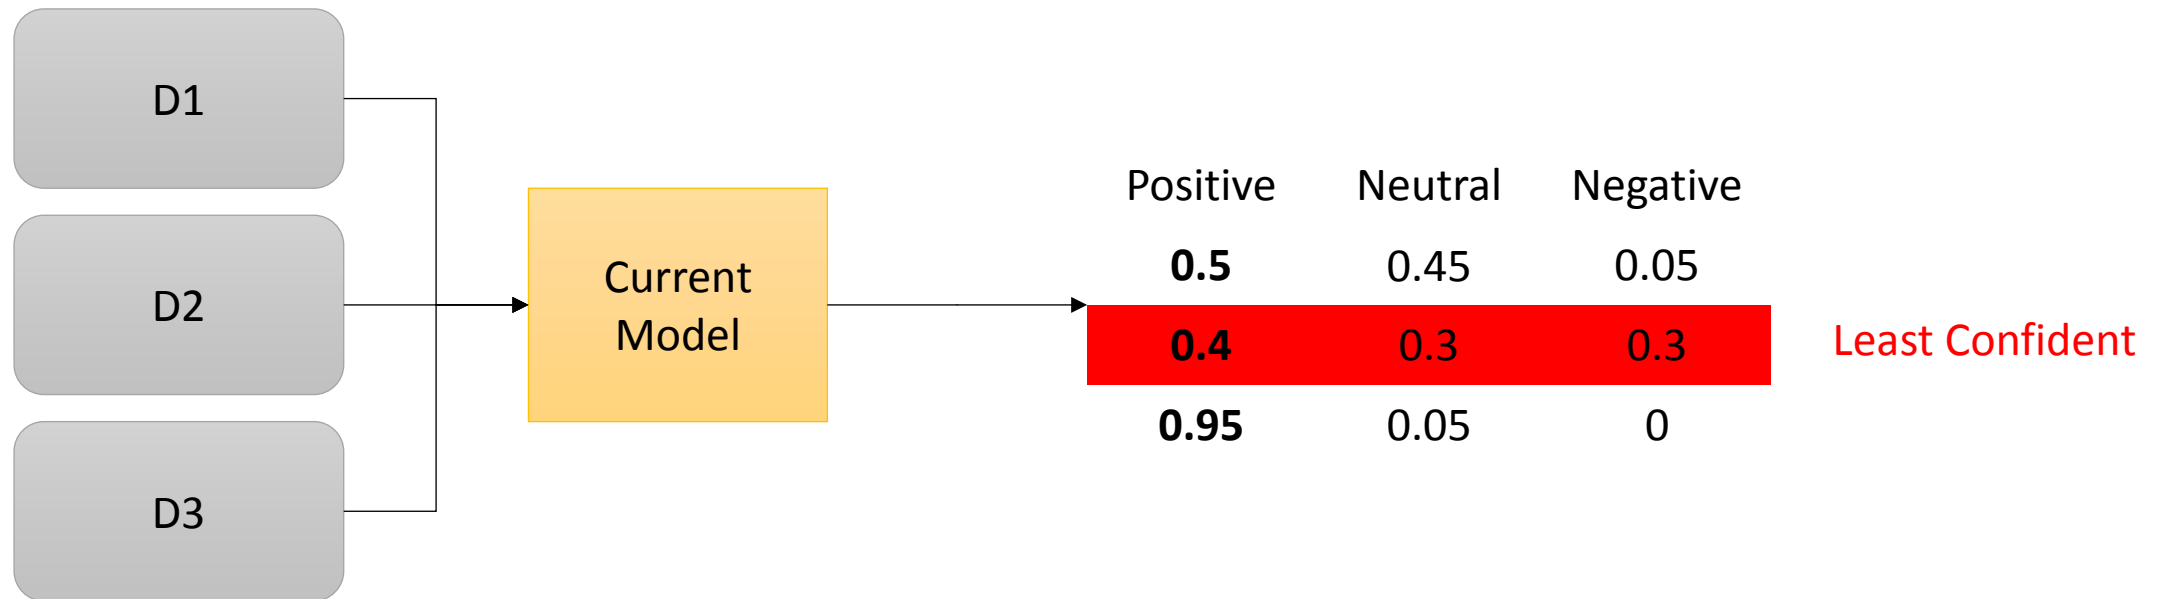 D1
D2
D3
Current
Model
Positive Neutral Negative
0.5 0.45 0.05
0.4 0.3 0.3
0.95 0.05 0
Least Confident